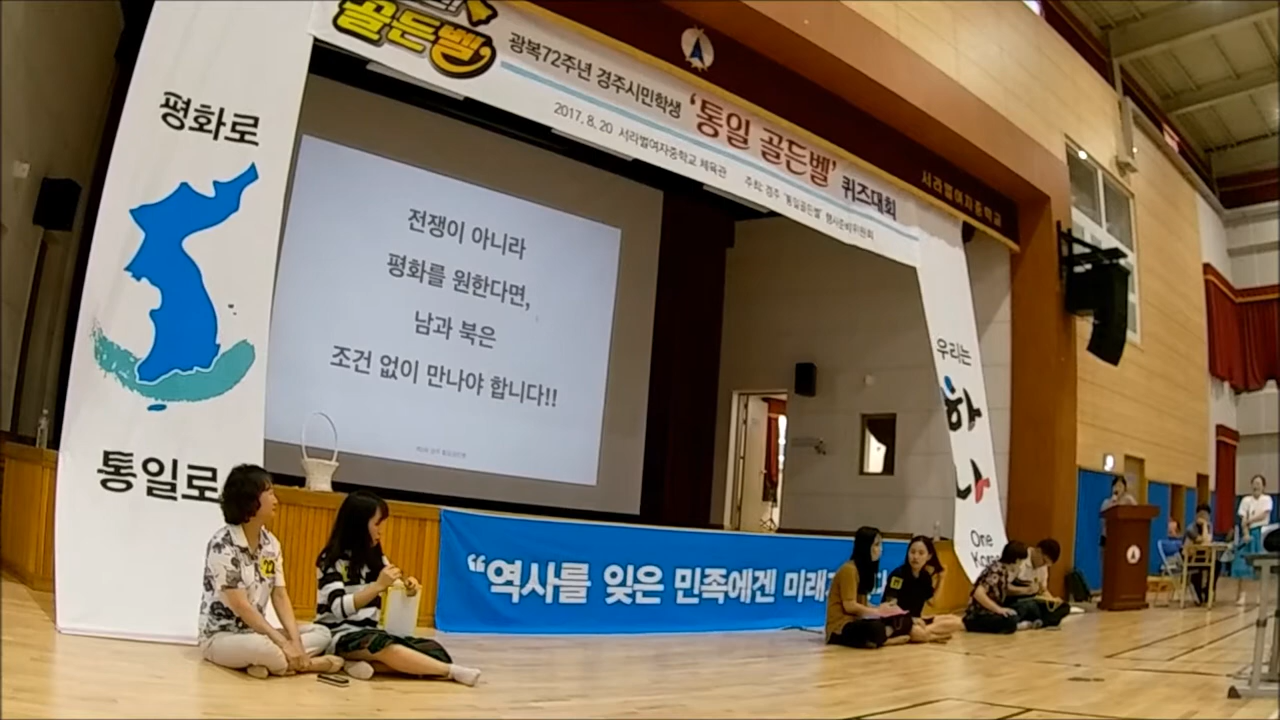 골든벨
광복72주년 경주시민학생 '통일 골든벨' 퀴즈대회
2017. 8. 20 서라벌여자중학교 체육관 주최: 경주 '통일골든벨' 행사준비위원회
서라벌여자중학교
평화로
통일로
전쟁이 아니라
평화를 원한다면,
남과 북은
조건 없이 만나야 합니다!!
우리는
하나
One
"역사를 잊은 민족에겐 미래
22